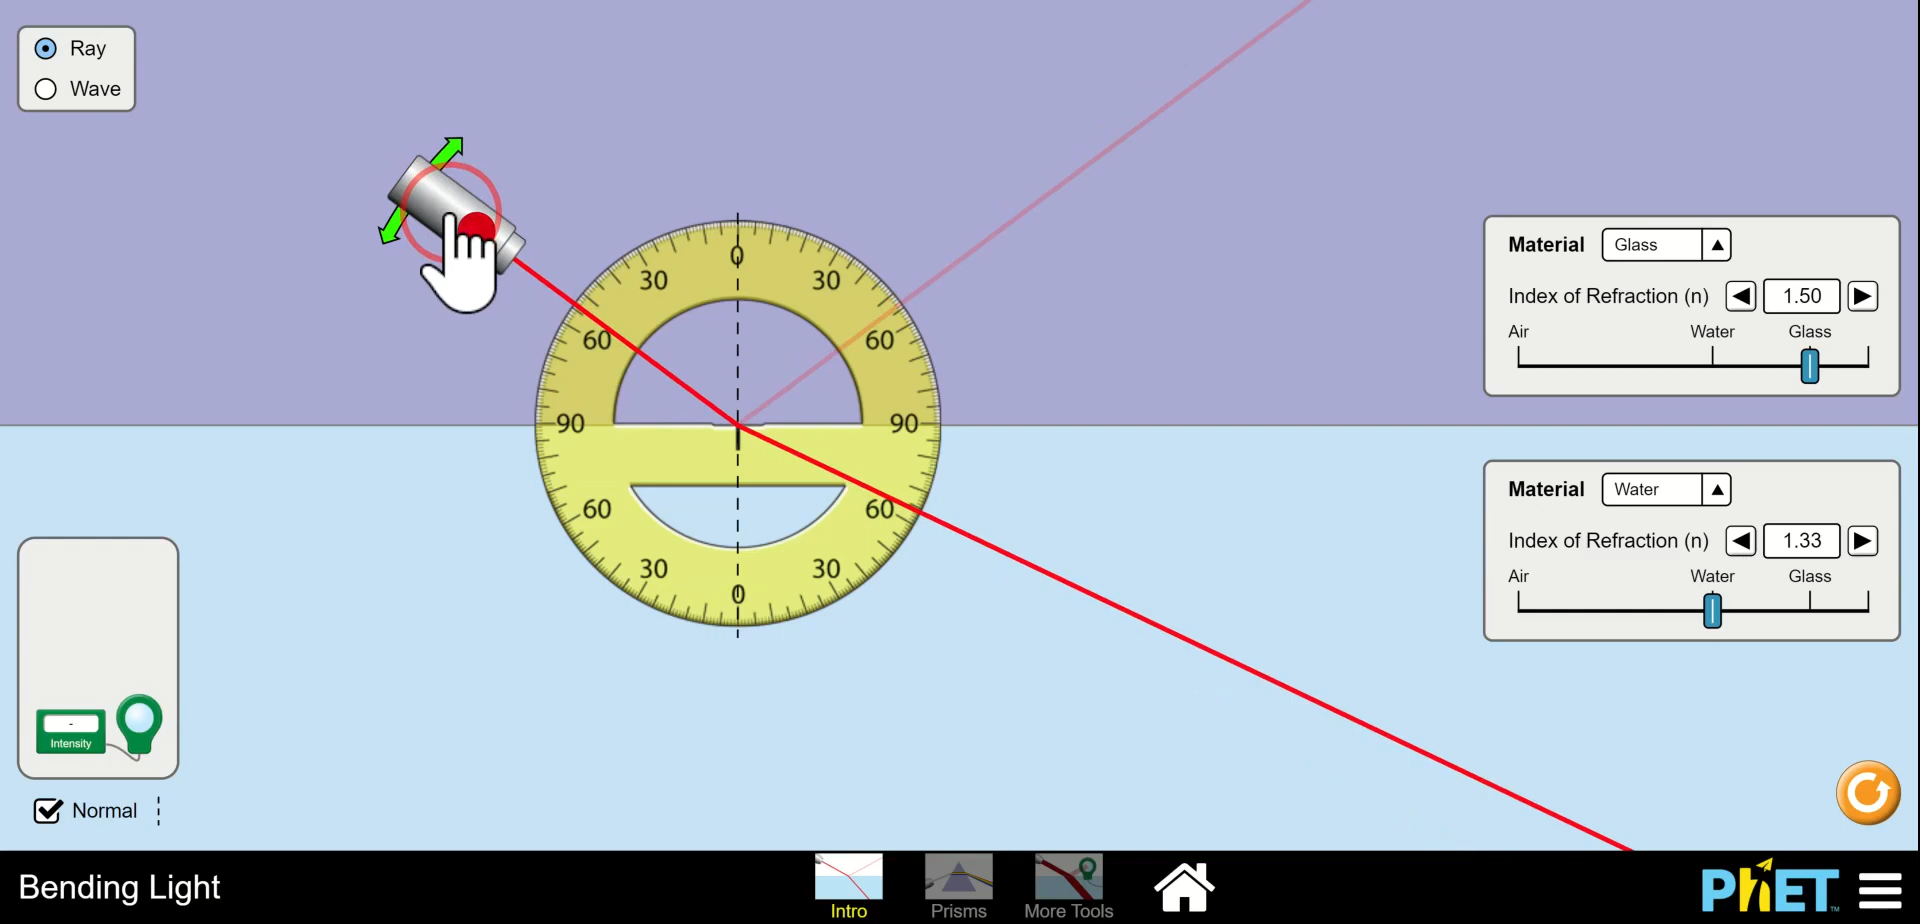 Ray
Wave
0
30 30
60 60
90 90
60 60
30 30
0
Material Glass
Index of Refraction (n) 1.50
Air Water Glass
Material Water
Index of Refraction (n) 1.33
Air Water Glass
-
Intensity
Normal
Bending Light
Intro
Prisms
More Tools
PhET